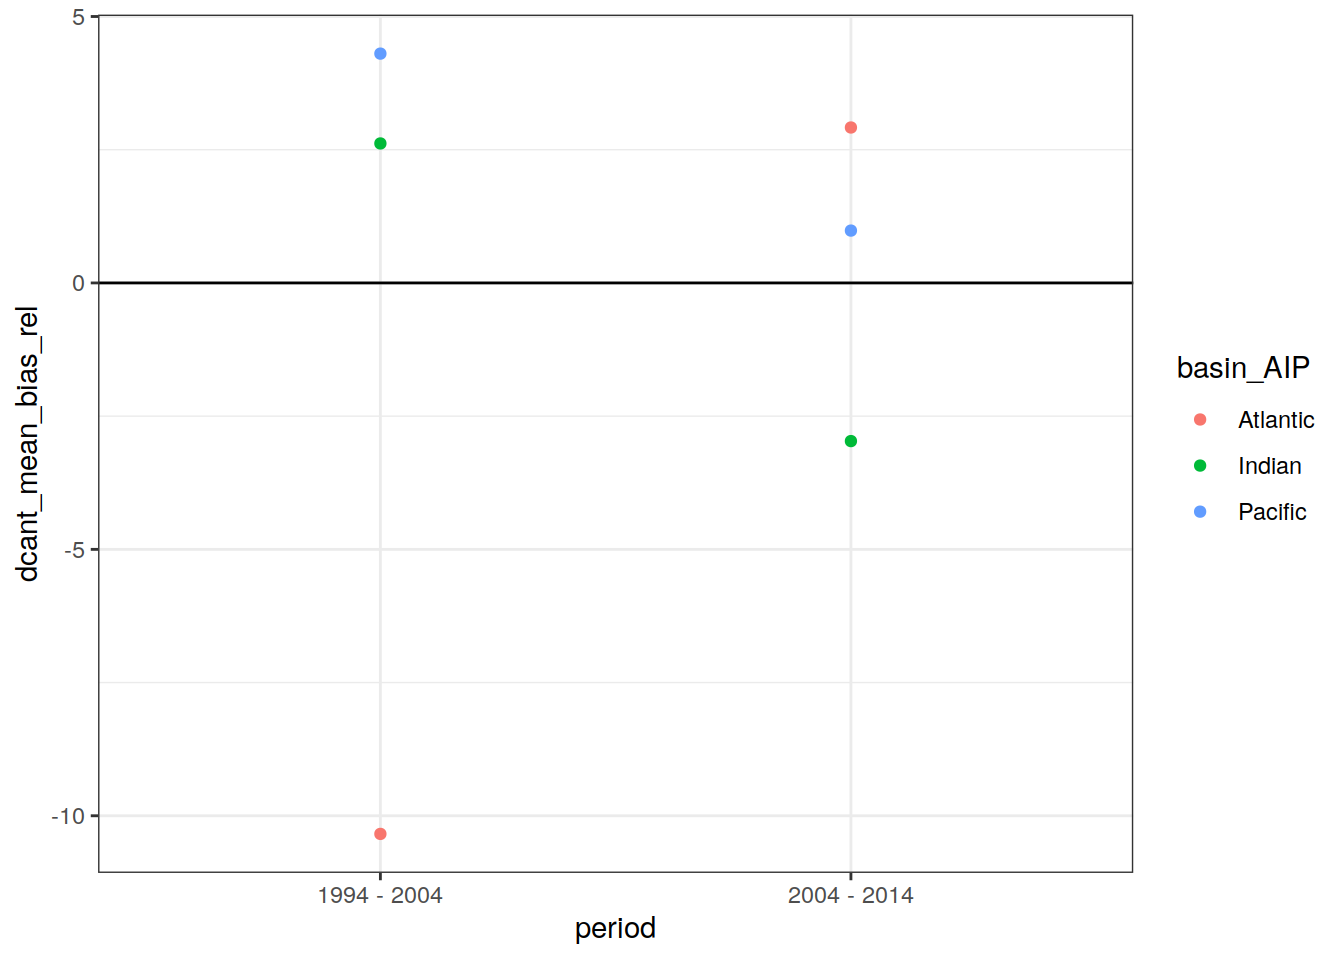 5
0
-5
-10
dcant_mean_bias_rel
1994 - 2004
2004 - 2014
period
basin_AIP
Atlantic
Indian
Pacific